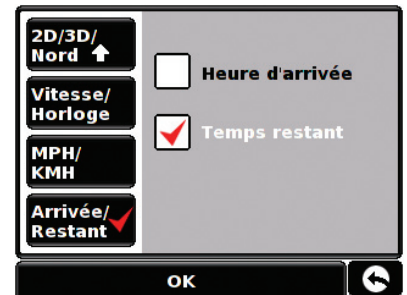 2D/3D/
Nord
Vitesse/
Horloge
MPH/
KMH
Arrivée/
Restant
Heure d'arrivée
Temps restant
OK